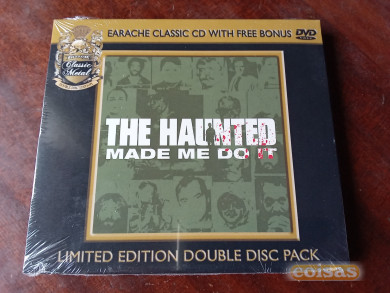 EARACHE CLASSIC CD WITH FREE BONUS DVD
Classic
Metal
THE HAUNTED
MADE ME DO IT
LIMITED EDITION DOUBLE DISC PACK
coisas